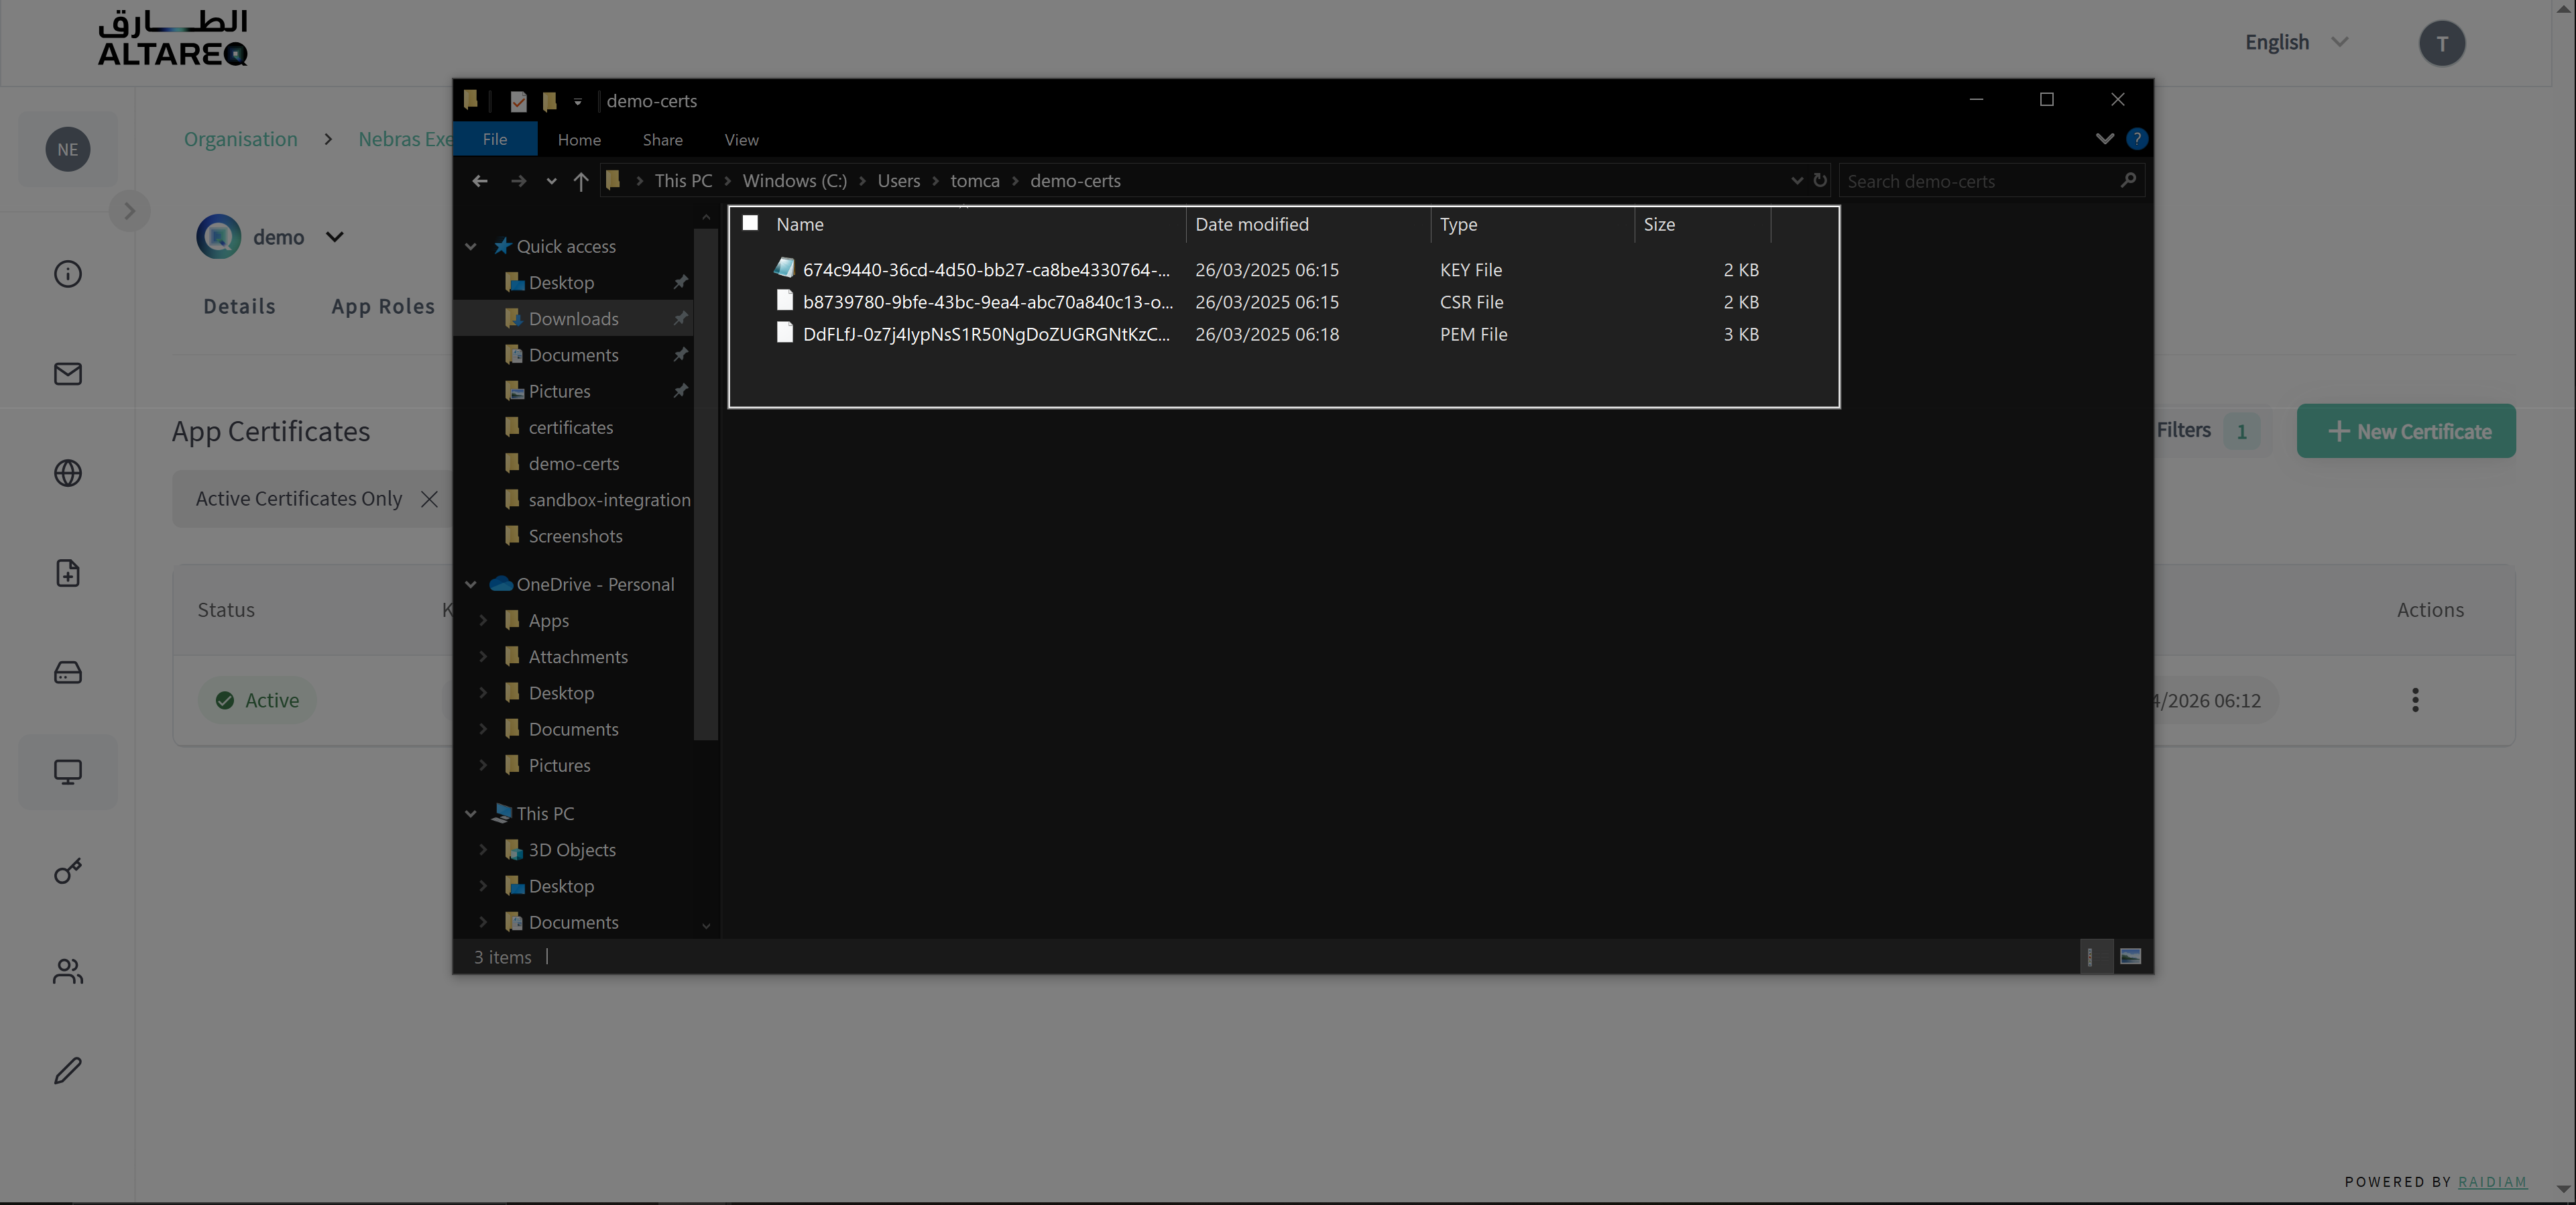 الطارق
ALTAREQ
English
T
NE
Organisation > Nebras Exe
demo
Details
App Roles
App Certificates
Active Certificates Only
Filters 1
New Certificate
Status
Actions
Active
4/2026 06:12
demo-certs
File
Home
Share
View
This PC > Windows (C:) > Users > tomca > demo-certs
Search demo-certs
Quick access
Desktop
Downloads
Documents
Pictures
certificates
demo-certs
sandbox-integration
Screenshots
OneDrive - Personal
Apps
Attachments
Desktop
Documents
Pictures
This PC
3D Objects
Desktop
Documents
Name Date modified Type Size
674c9440-36cd-4d50-bb27-ca8be4330764-... 26/03/2025 06:15 KEY File 2 KB
b8739780-9bfe-43bc-9ea4-abc70a840c13-o... 26/03/2025 06:15 CSR File 2 KB
DdFLfJ-0z7j4IypNsS1R50NgDoZUGRGNtKzC... 26/03/2025 06:18 PEM File 3 KB
3 items
POWERED BY RAIDIAM